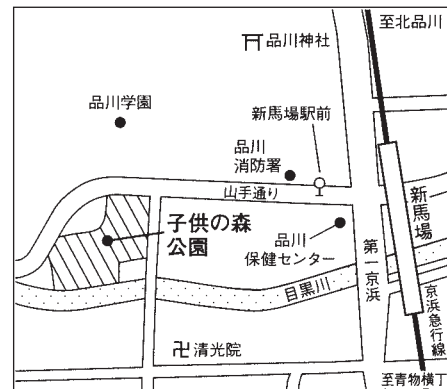 至北品川
品川神社
品川学園
新馬場駅前
品川
消防署
山手通り
子供の森
公園
品川
保健センター
第一京浜
新馬場
目黒川
京浜急行線
清光院
至青物横丁